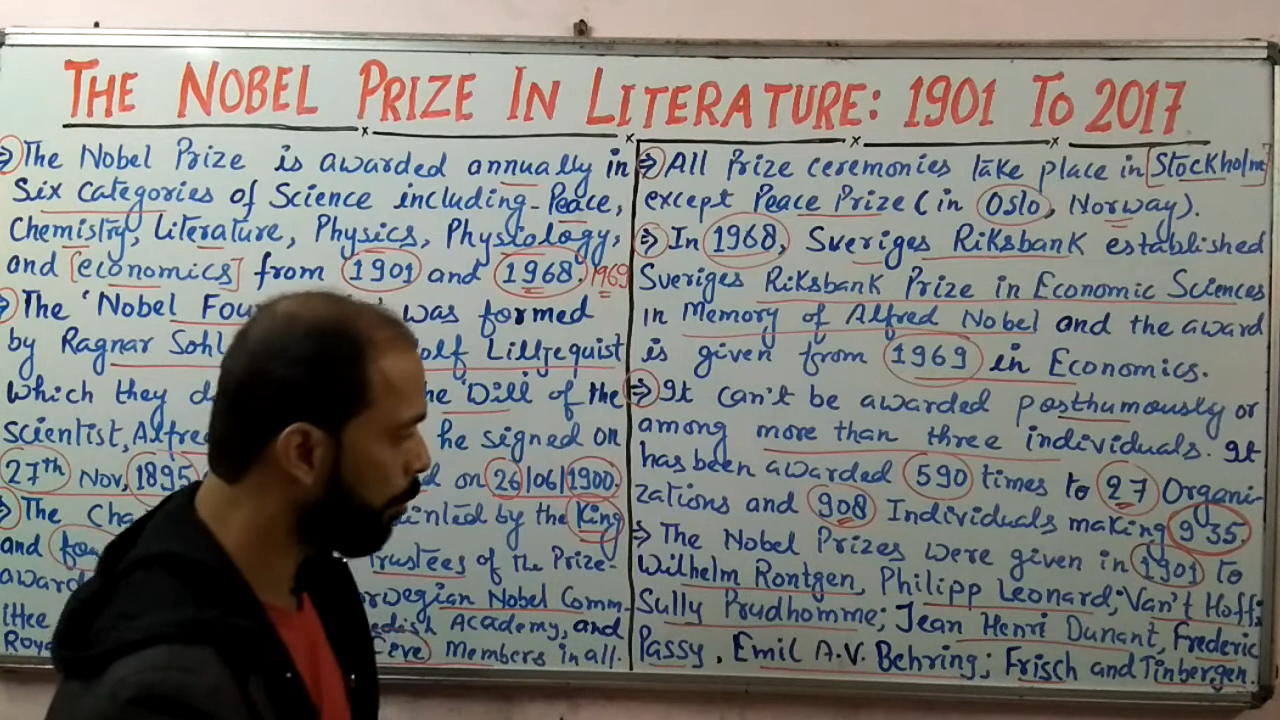 THE NOBEL PRIZE IN LITERATURE: 1901 TO 2017
⇒ The Nobel Prize is awarded annually in
Six categories of Science including - Peace,
Chemistry, Literature, Physics, Physiology,
and [economics] from 1901 and 1968. 1969
⇒ The 'Nobel Fou was formed
by Ragnar Sohl olf Lilljequist
which they d he 'Will of the
Scientist, Alfre he signed on
27th Nov, 1895 d on 26/06/1900.
⇒ The Cha inted by the King
and fou Trustees of the Prize-
award rwegian Nobel Comm-
ittee edish Academy, and
Roya Members in all.
⇒ All Prize ceremonies take place in [Stockholm]
except Peace Prize (in Oslo, Norway).
⇒ In 1968, Sveriges Riksbank established
Sveriges Riksbank Prize in Economic Sciences
in Memory of Alfred Nobel and the award
is given from 1969 in Economics.
⇒ It can't be awarded posthumously or
among more than three individuals. It
has been awarded 590 times to 27 Organi-
zations and 908 Individuals making 935.
⇒ The Nobel Prizes were given in 1901 to
Wilhelm Rontgen, Philipp Leonard; Van't Hoff;
Sully Prudhomme; Jean Henri Dunant, Frederic
Passy, Emil A.V. Behring; Frisch and Tinbergen.